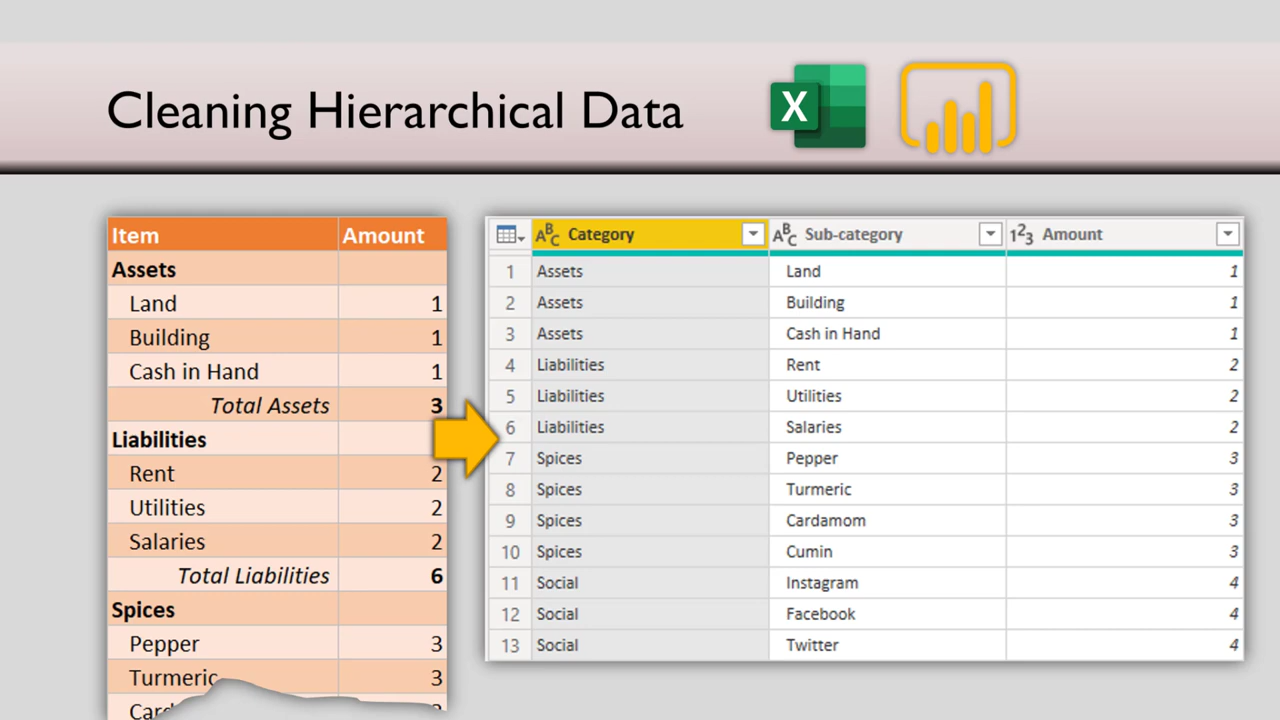 Cleaning Hierarchical Data
X
Item Amount
Assets
Land 1
Building 1
Cash in Hand 1
Total Assets 3
Liabilities
Rent 2
Utilities 2
Salaries 2
Total Liabilities 6
Spices
Pepper 3
Turmeric 3
ABC Category ABC Sub-category 123 Amount
1 Assets Land 1
2 Assets Building 1
3 Assets Cash in Hand 1
4 Liabilities Rent 2
5 Liabilities Utilities 2
6 Liabilities Salaries 2
7 Spices Pepper 3
8 Spices Turmeric 3
9 Spices Cardamom 3
10 Spices Cumin 3
11 Social Instagram 4
12 Social Facebook 4
13 Social Twitter 4